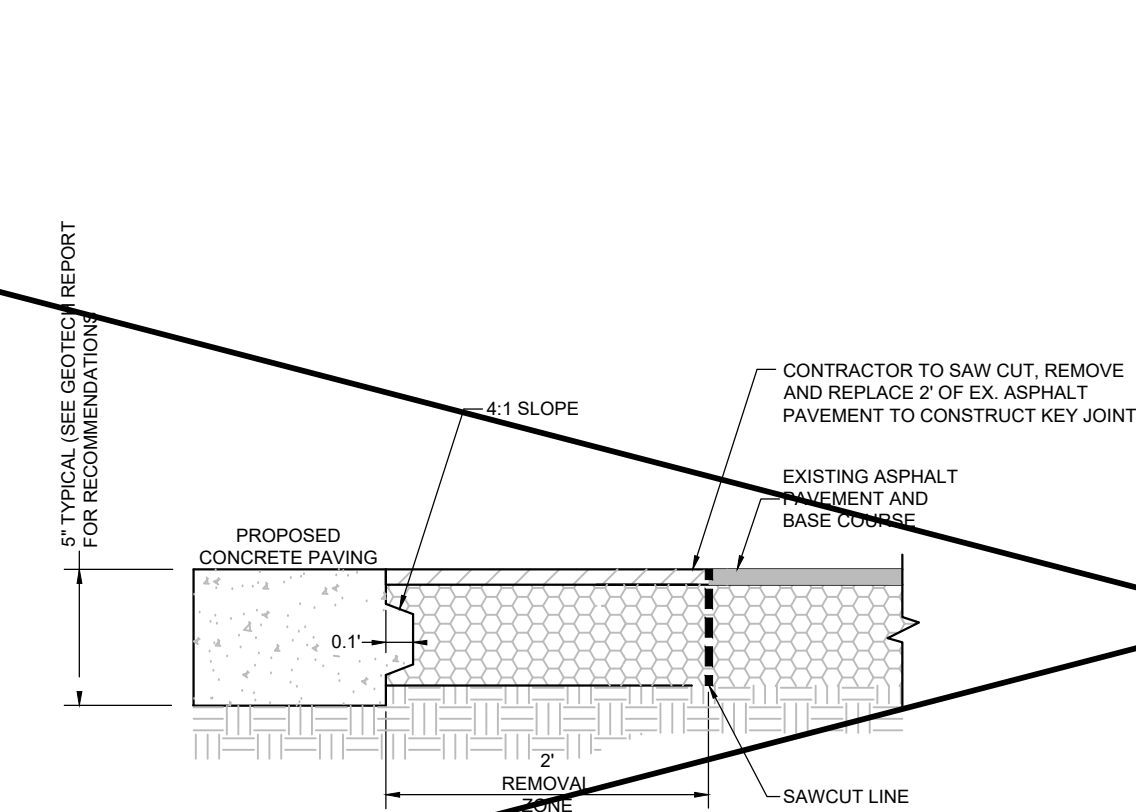 5" TYPICAL (SEE GEOTECH REPORT
FOR RECOMMENDATIONS
4:1 SLOPE
CONTRACTOR TO SAW CUT, REMOVE
AND REPLACE 2' OF EX. ASPHALT
PAVEMENT TO CONSTRUCT KEY JOINT
EXISTING ASPHALT
PAVEMENT AND
BASE COURSE
PROPOSED
CONCRETE PAVING
0.1'
2'
REMOVAL
ZONE
SAWCUT LINE